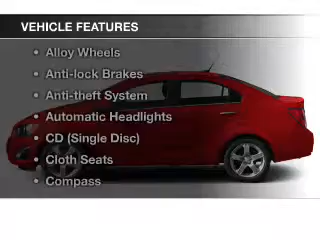 VEHICLE FEATURES
• Alloy Wheels
• Anti-lock Brakes
• Anti-theft System
• Automatic Headlights
• CD (Single Disc)
• Cloth Seats
• Compass